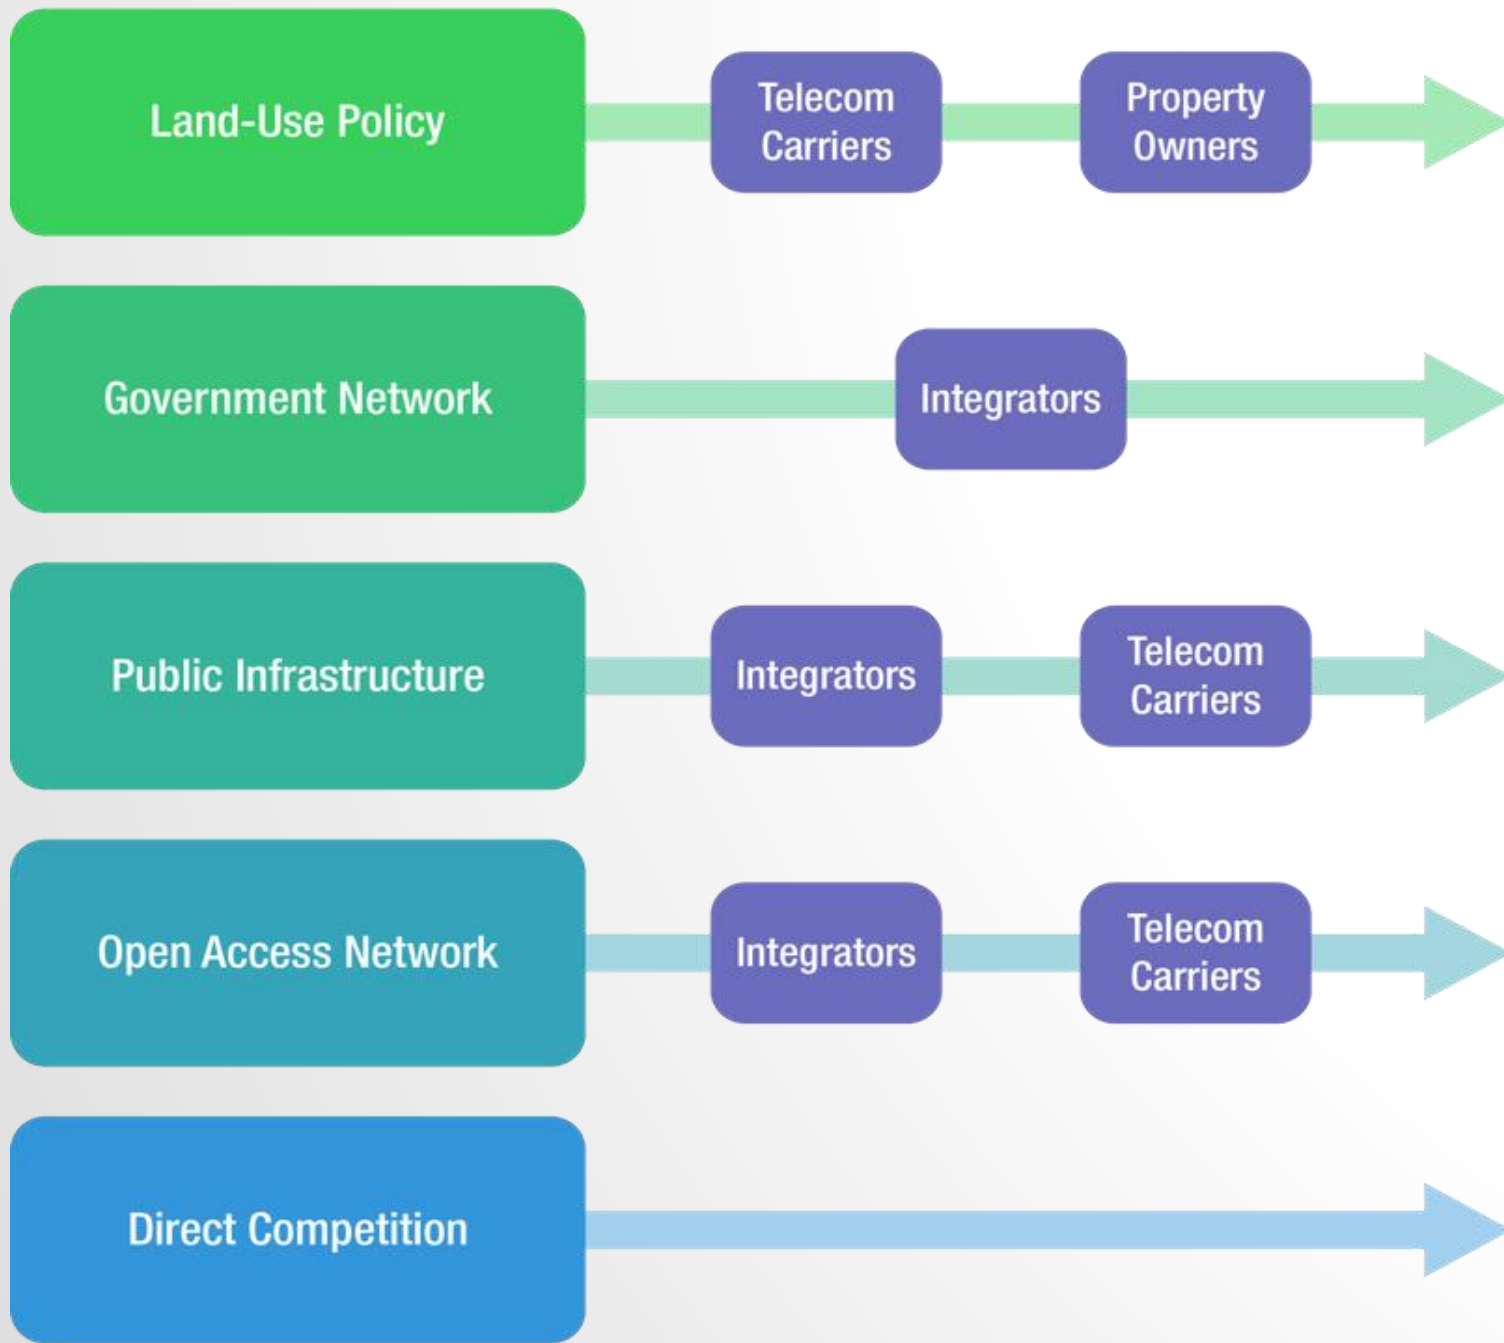 Land-Use Policy
Telecom
Carriers
Property
Owners
Government Network
Integrators
Public Infrastructure
Integrators
Telecom
Carriers
Open Access Network
Integrators
Telecom
Carriers
Direct Competition